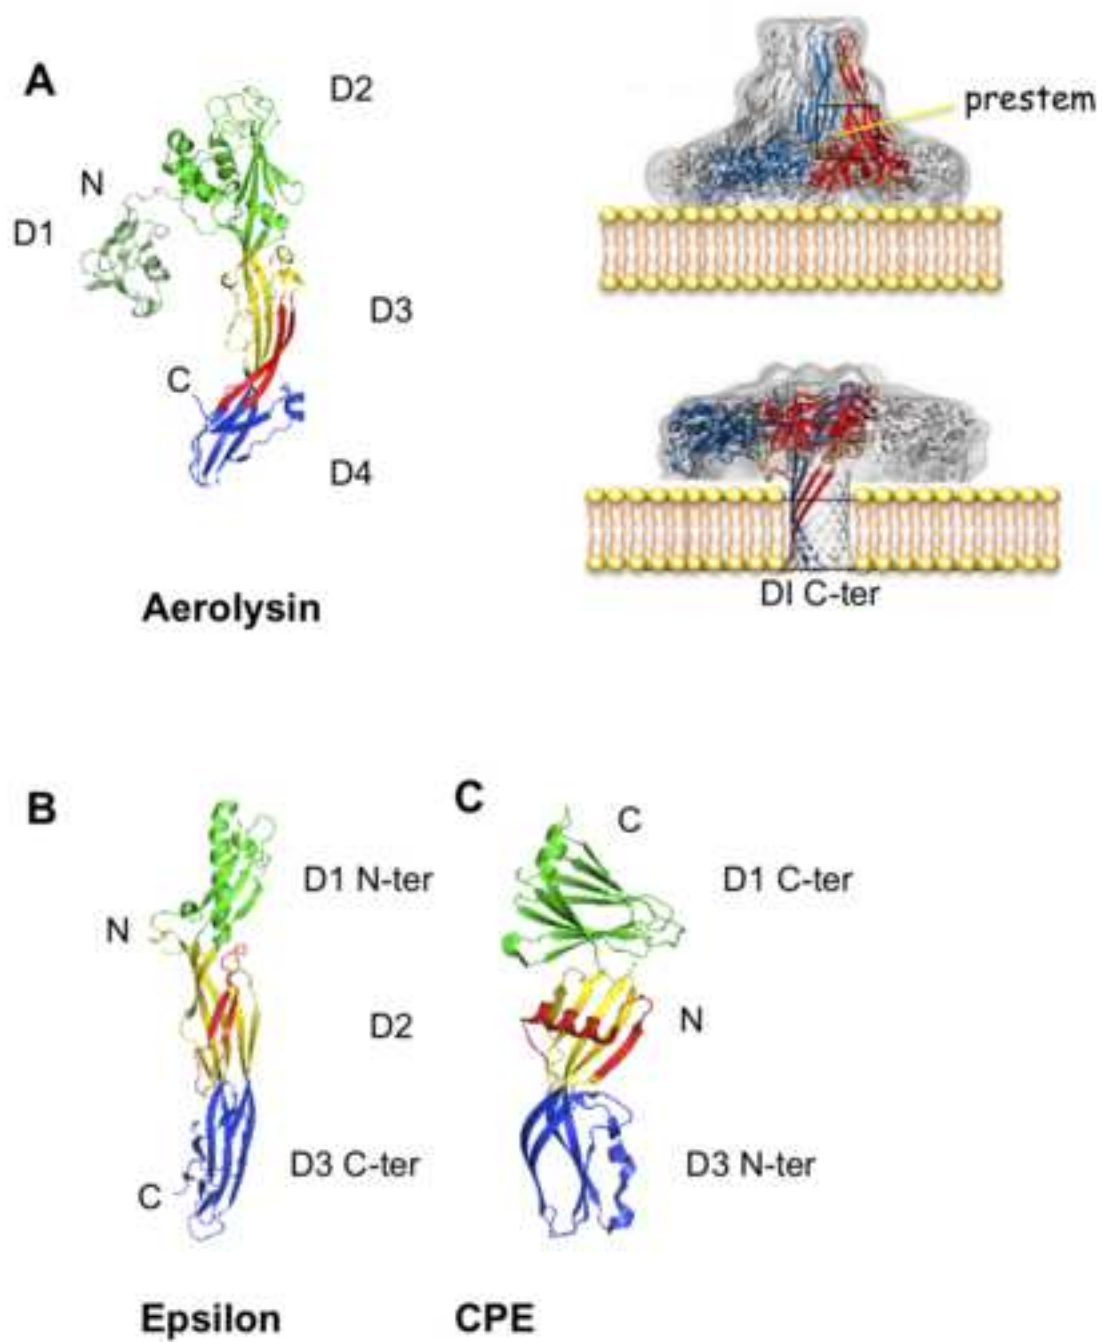 A
D2
prestem
N
D1
D3
C
D4
DI C-ter
Aerolysin
B
C
C
D1 N-ter
D1 C-ter
N
D2
N
D3 C-ter
D3 N-ter
C
Epsilon
CPE